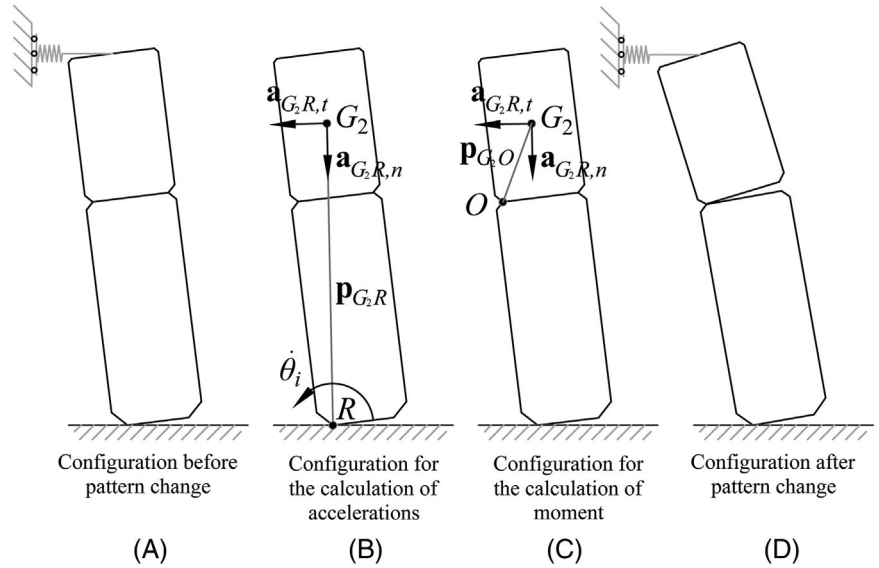 a_{G_2R,t}
G_2
a_{G_2R,n}
p_{G_2R}
θ̇_i
R
a_{G_2R,t}
G_2
p_{G_2O}
a_{G_2R,n}
O
Configuration before
pattern change
Configuration for
the calculation of
accelerations
Configuration for
the calculation of
moment
Configuration after
pattern change
(A)
(B)
(C)
(D)